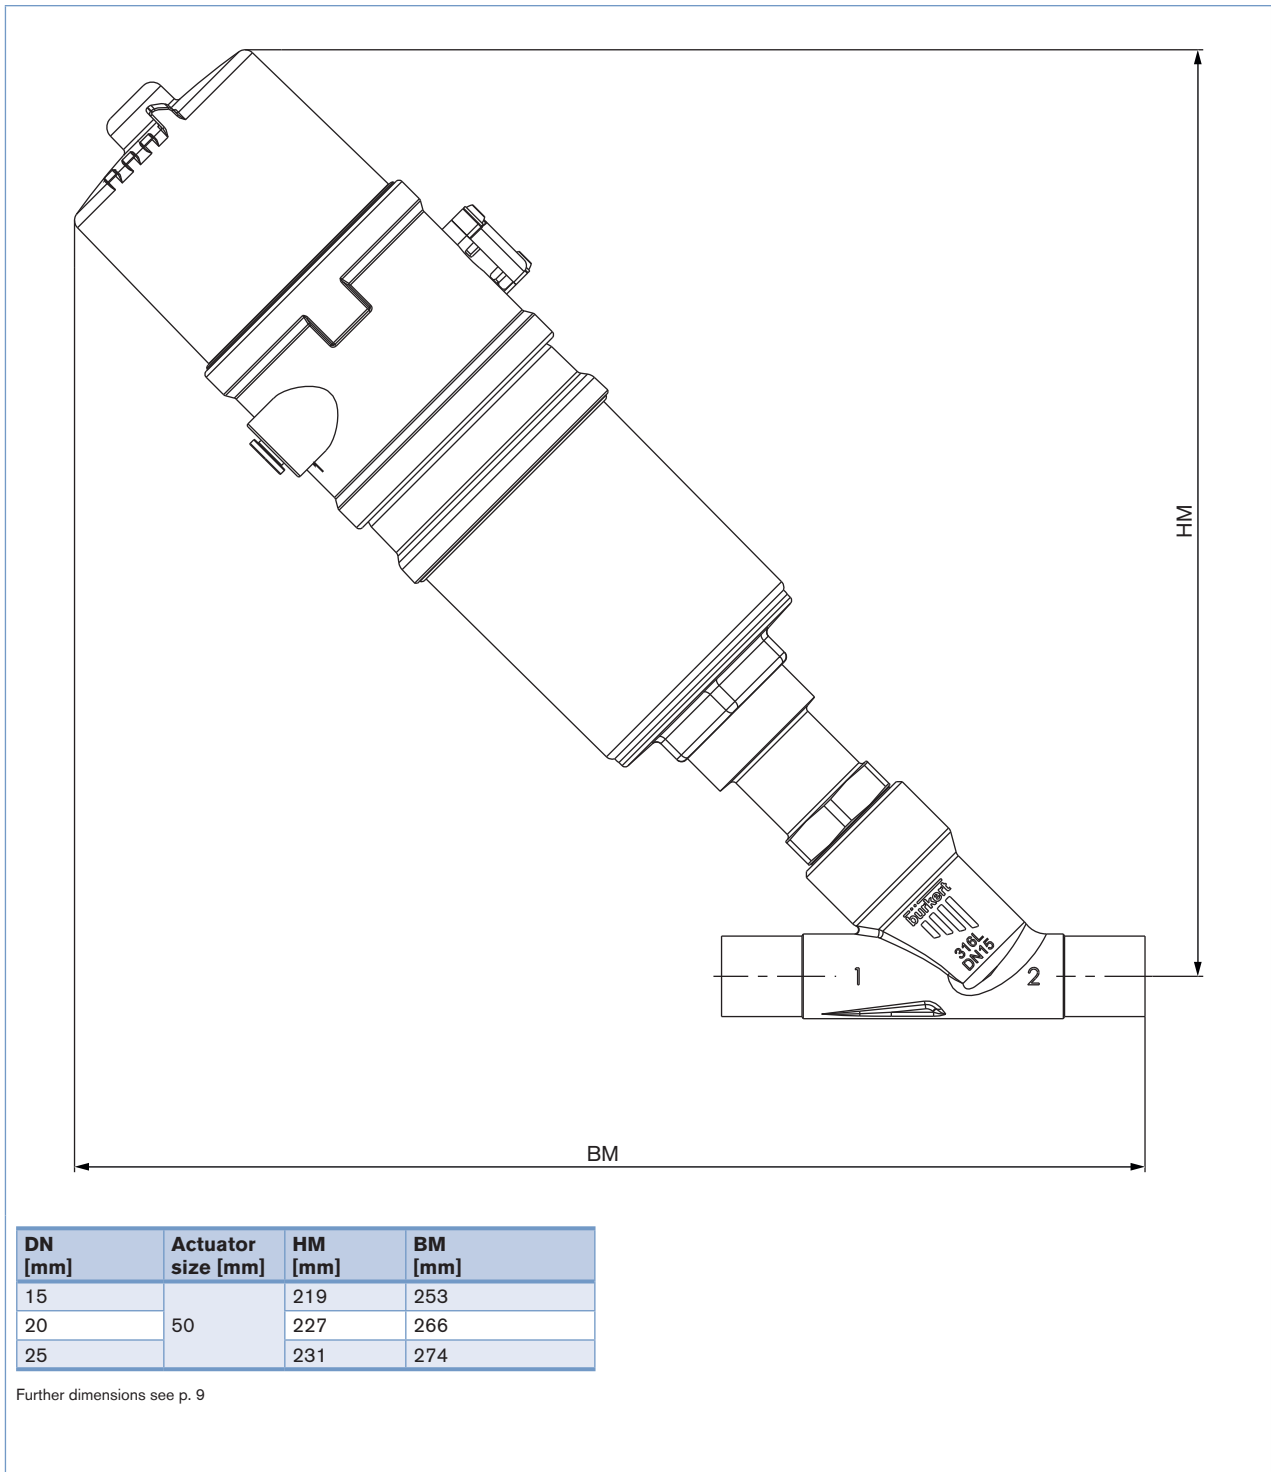 HM
bürkert
316L
DN15
1 2
BM
DN [mm] Actuator size [mm] HM [mm] BM [mm]
15 50 219 253
20 227 266
25 231 274
Further dimensions see p. 9